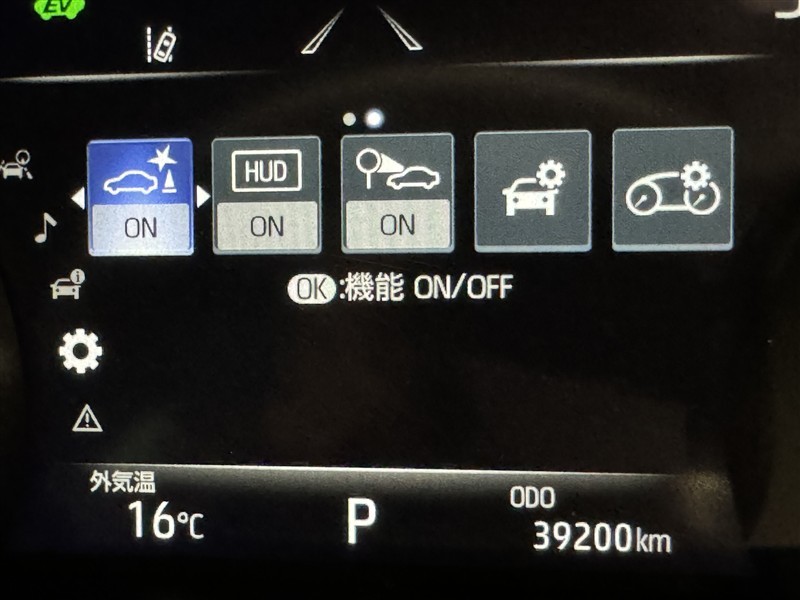 EV
HUD
ON
ON
ON
OK:機能 ON/OFF
外気温
16℃
P
ODO
39200km